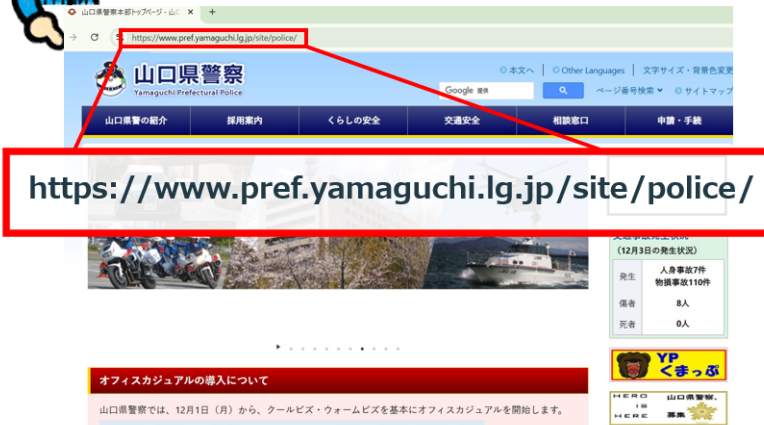 山口県警察本部トップページ - 山口
https://www.pref.yamaguchi.lg.jp/site/police/
山口県警察
Yamaguchi Prefectural Police
本文へ
Other Languages
文字サイズ・背景色変更
Google 提供
ページ番号検索
サイトマップ
山口県警の紹介
採用案内
くらしの安全
交通安全
相談窓口
申請・手続
https://www.pref.yamaguchi.lg.jp/site/police/
(12月3日の発生状況)
発生
人身事故7件
物損事故110件
傷者
8人
死者
0人
YP
くまっぷ
オフィスカジュアルの導入について
山口県警察では、12月1日（月）から、クールビズ・ウォームビズを基本にオフィスカジュアルを開始します。
HERO
IS
HERE
山口県警察、
募集